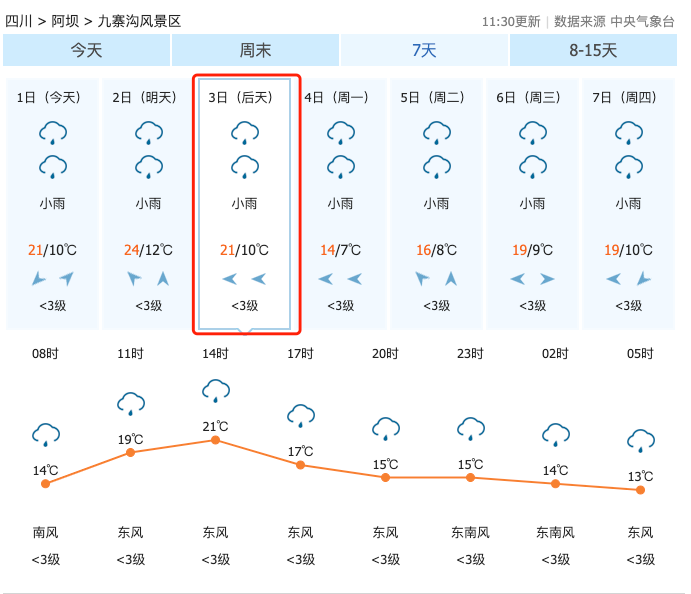 四川 > 阿坝 > 九寨沟风景区 11:30更新 | 数据来源 中央气象台
今天 周末 7天 8-15天
1日（今天） 2日（明天） 3日（后天） 4日（周一） 5日（周二） 6日（周三） 7日（周四）
小雨 小雨 小雨 小雨 小雨 小雨 小雨
21/10℃ 24/12℃ 21/10℃ 14/7℃ 16/8℃ 19/9℃ 19/10℃
<3级 <3级 <3级 <3级 <3级 <3级 <3级
08时 11时 14时 17时 20时 23时 02时 05时
14℃ 19℃ 21℃ 17℃ 15℃ 15℃ 14℃ 13℃
南风 东风 东风 东风 东风 东南风 东南风 东风
<3级 <3级 <3级 <3级 <3级 <3级 <3级 <3级